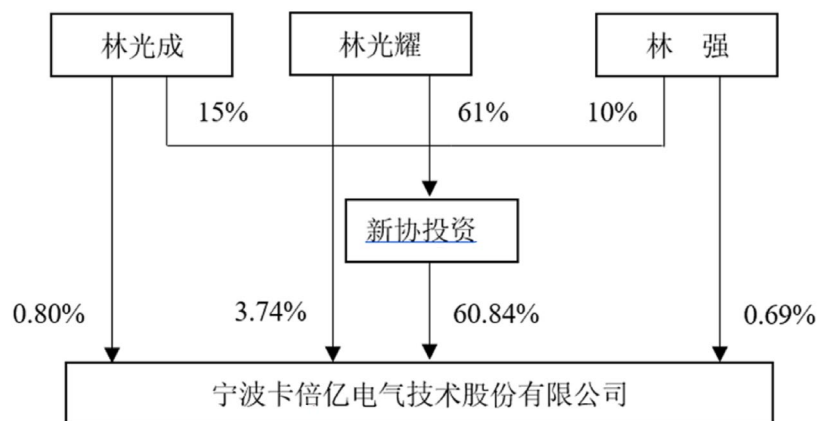 林光成
林光耀
林 强
15%
61%
10%
新协投资
0.80%
3.74%
60.84%
0.69%
宁波卡倍亿电气技术股份有限公司